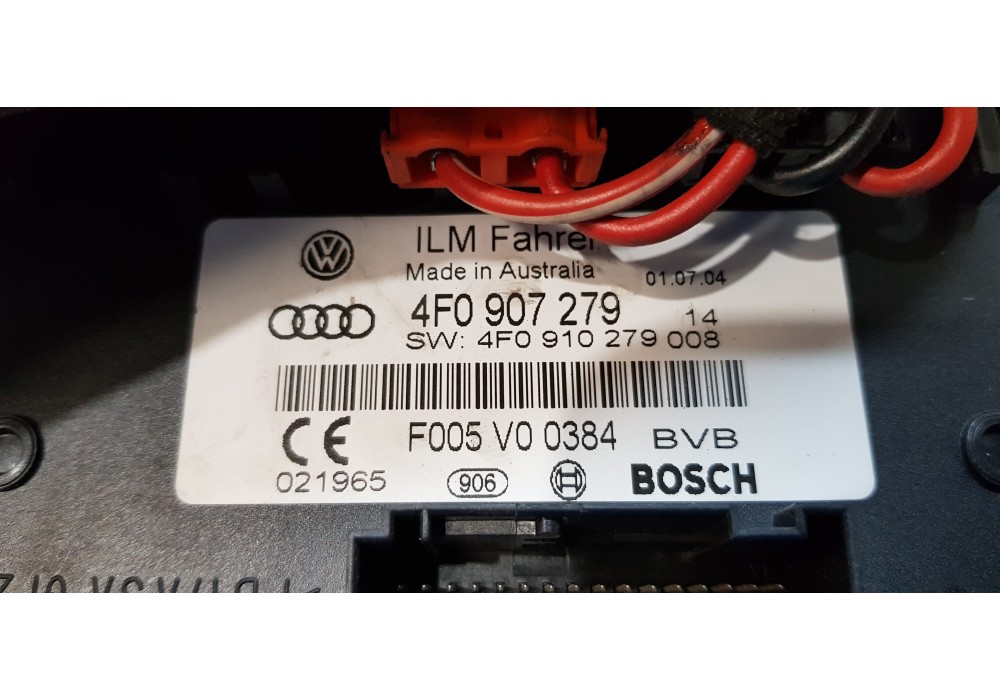 ILM Fahrer
Made in Australia
01.07.04
4F0 907 279 14
SW: 4F0 910 279 008
CE F005 V0 0384 BVB
021965 906 BOSCH